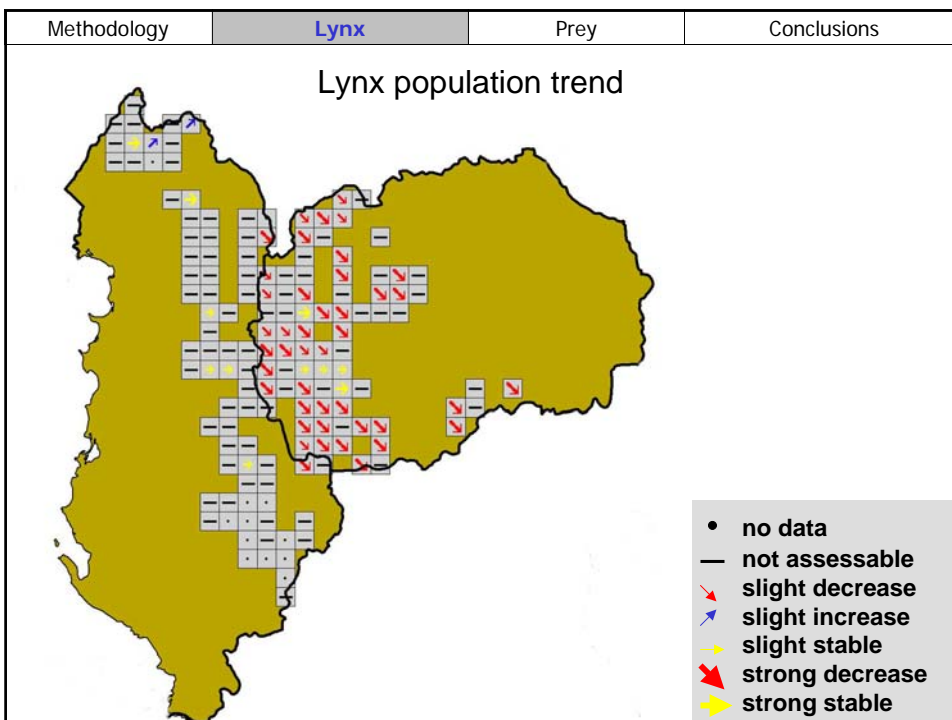 Methodology Lynx Prey Conclusions
Lynx population trend
no data
not assessable
slight decrease
slight increase
slight stable
strong decrease
strong stable